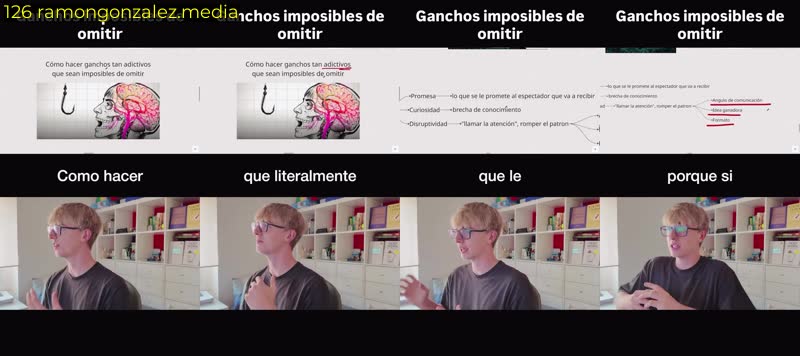 126 ramongonzalez.media
Ganchos imposibles de
omitir
Cómo hacer ganchos tan adictivos
que sean imposibles de omitir
Como hacer
Ganchos imposibles de
omitir
Cómo hacer ganchos tan adictivos
que sean imposibles de omitir
que literalmente
Ganchos imposibles de
omitir
Promesa
lo que se le promete al espectador que va a recibir
Curiosidad
brecha de conocimiento
Disruptividad
"llamar la atención", romper el patron
que le
Ganchos imposibles de
omitir
lo que se le promete al espectador que va a recibir
brecha de conocimiento
"llamar la atención", romper el patron
Angulo de comunicación
Idea ganadora
Formato
porque si